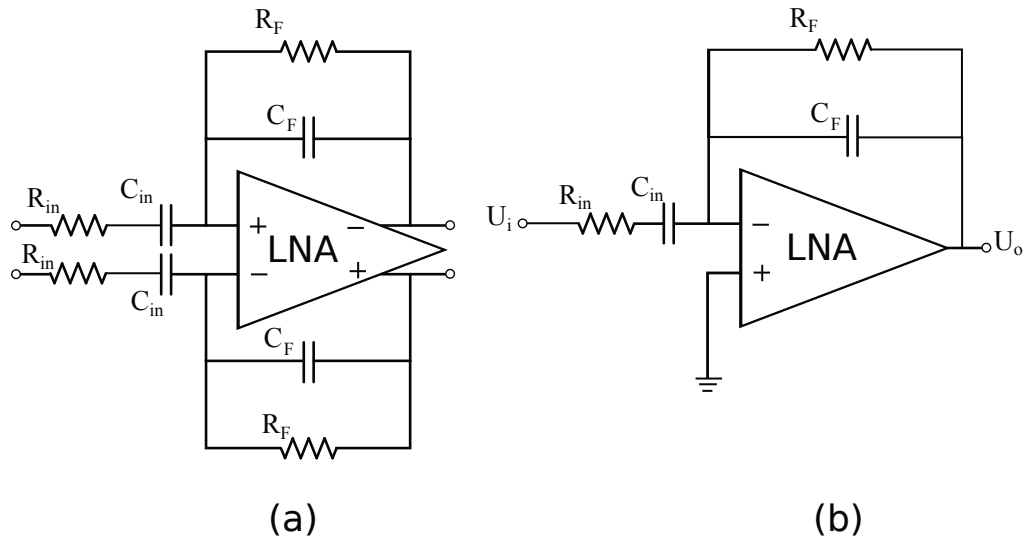 R_F
C_F
R_in
C_in
+
−
LNA
R_in
−
+
C_in
C_F
R_F
(a)
R_F
C_F
R_in
C_in
U_i
−
LNA
+
U_o
(b)